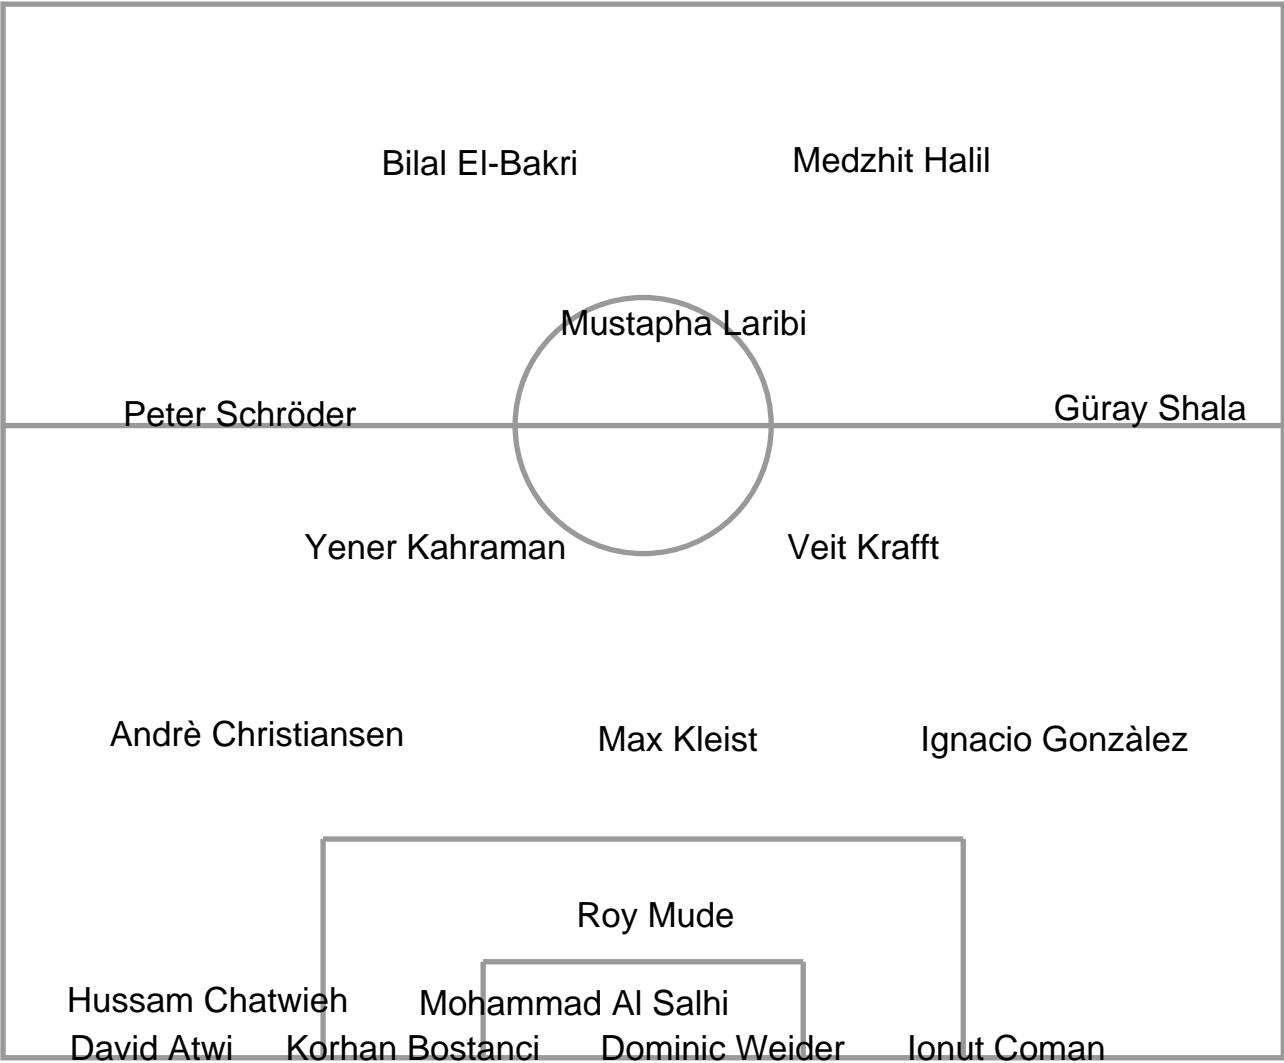 Bilal El-Bakri Medzhit Halil
Mustapha Laribi
Peter Schröder Güray Shala
Yener Kahraman Veit Krafft
Andrè Christiansen Max Kleist Ignacio Gonzàlez
Roy Mude
Hussam Chatwieh Mohammad Al Salhi
David Atwi Korhan Bostanci Dominic Weider Ionut Coman